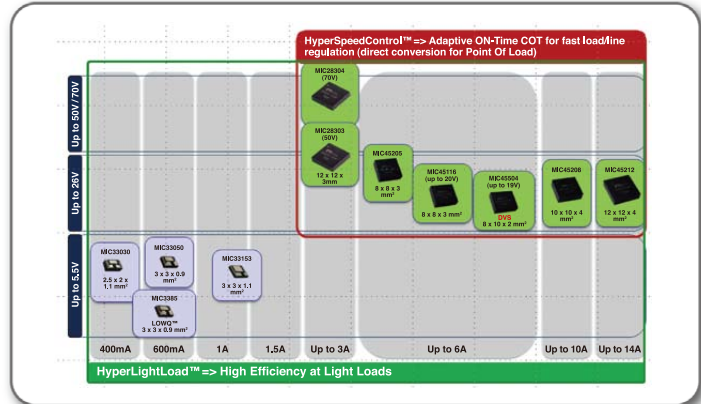 HyperSpeedControl™ => Adaptive ON-Time COT for fast load/line
regulation (direct conversion for Point Of Load)
Up to 50V / 70V
MIC28304
(70V)
MIC28303
(50V)
12 x 12 x
3mm
Up to 26V
MIC45205
8 x 8 x 3
mm²
MIC45116
(up to 20V)
8 x 8 x 3 mm²
MIC45504
(up to 19V)
DVS
8 x 10 x 2 mm²
MIC45208
10 x 10 x 4
mm²
MIC45212
12 x 12 x 4
mm²
Up to 5.5V
MIC33030
2.5 x 2 x
1.1 mm²
MIC33050
3 x 3 x 0.9
mm²
MIC3385
LOWQ™
3 x 3 x 0.9 mm²
MIC33153
3 x 3 x 1.1
mm²
400mA
600mA
1A
1.5A
Up to 3A
Up to 6A
Up to 10A
Up to 14A
HyperLightLoad™ => High Efficiency at Light Loads